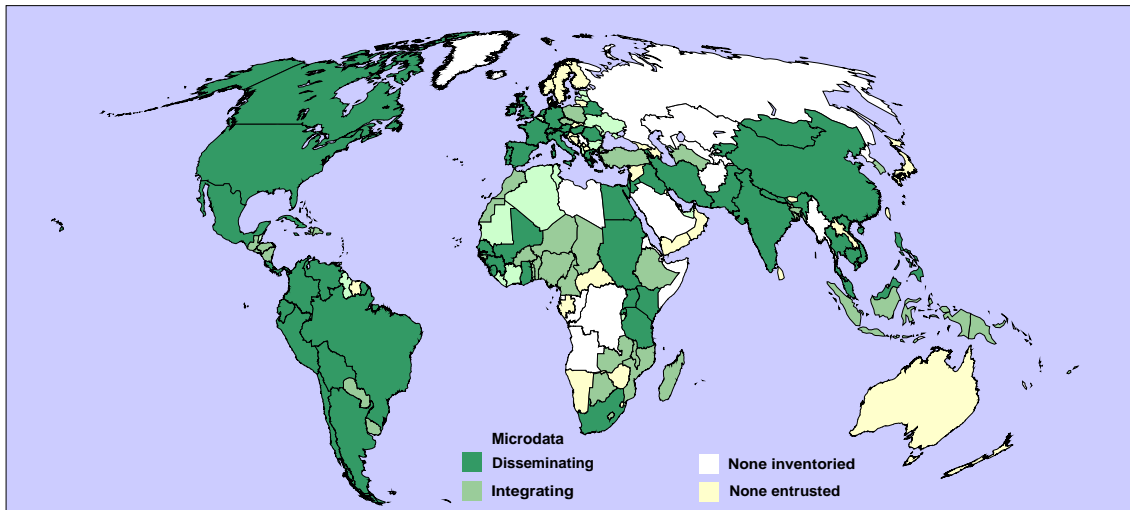 Microdata
Disseminating
Integrating
None inventoried
None entrusted